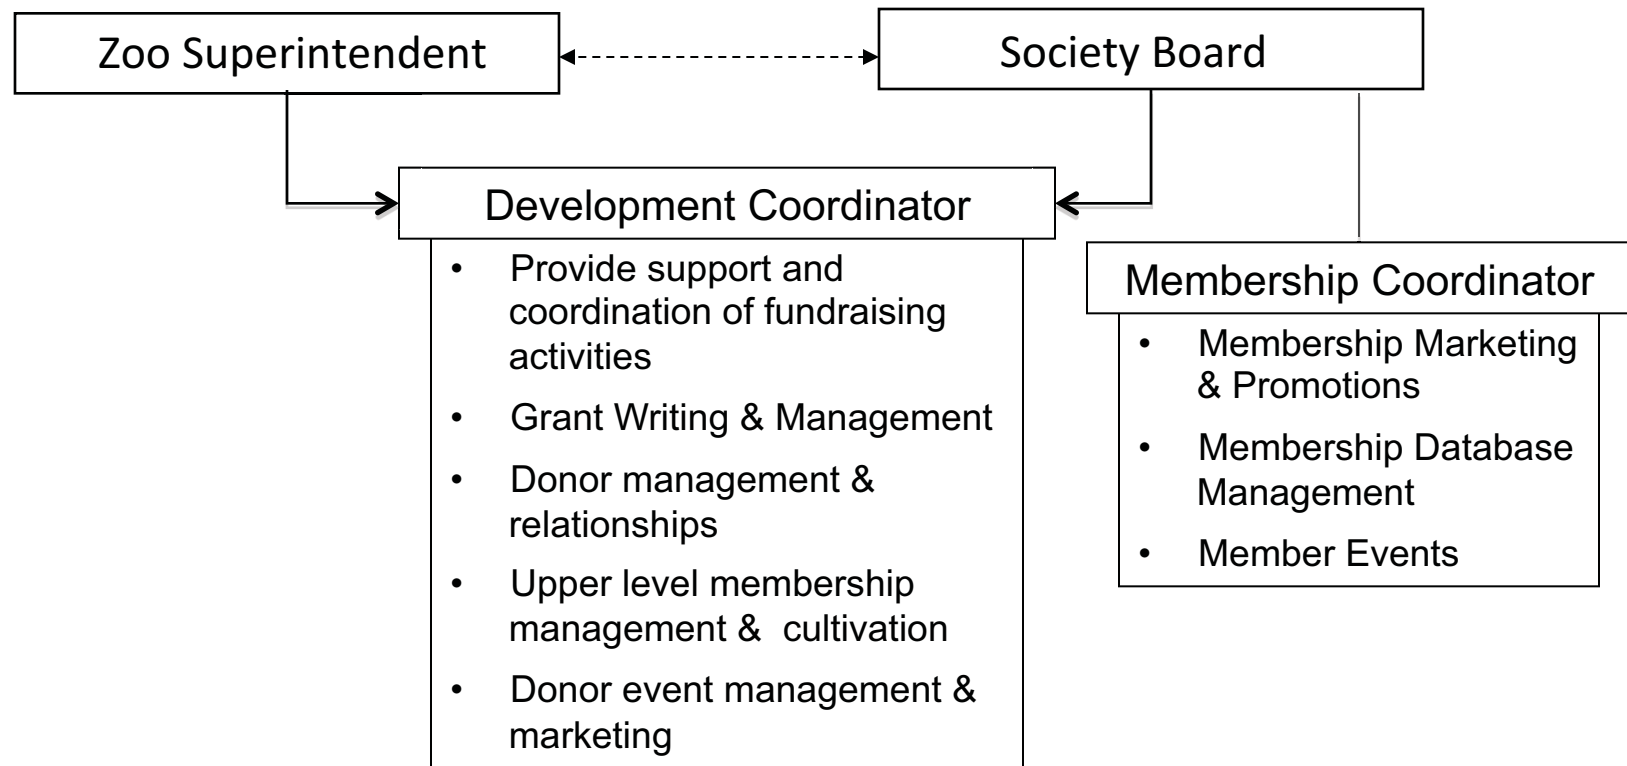 Zoo Superintendent
Society Board
Development Coordinator
• Provide support and
coordination of fundraising
activities
• Grant Writing & Management
• Donor management &
relationships
• Upper level membership
management &  cultivation
• Donor event management &
marketing
Membership Coordinator
• Membership Marketing
& Promotions
• Membership Database
Management
• Member Events